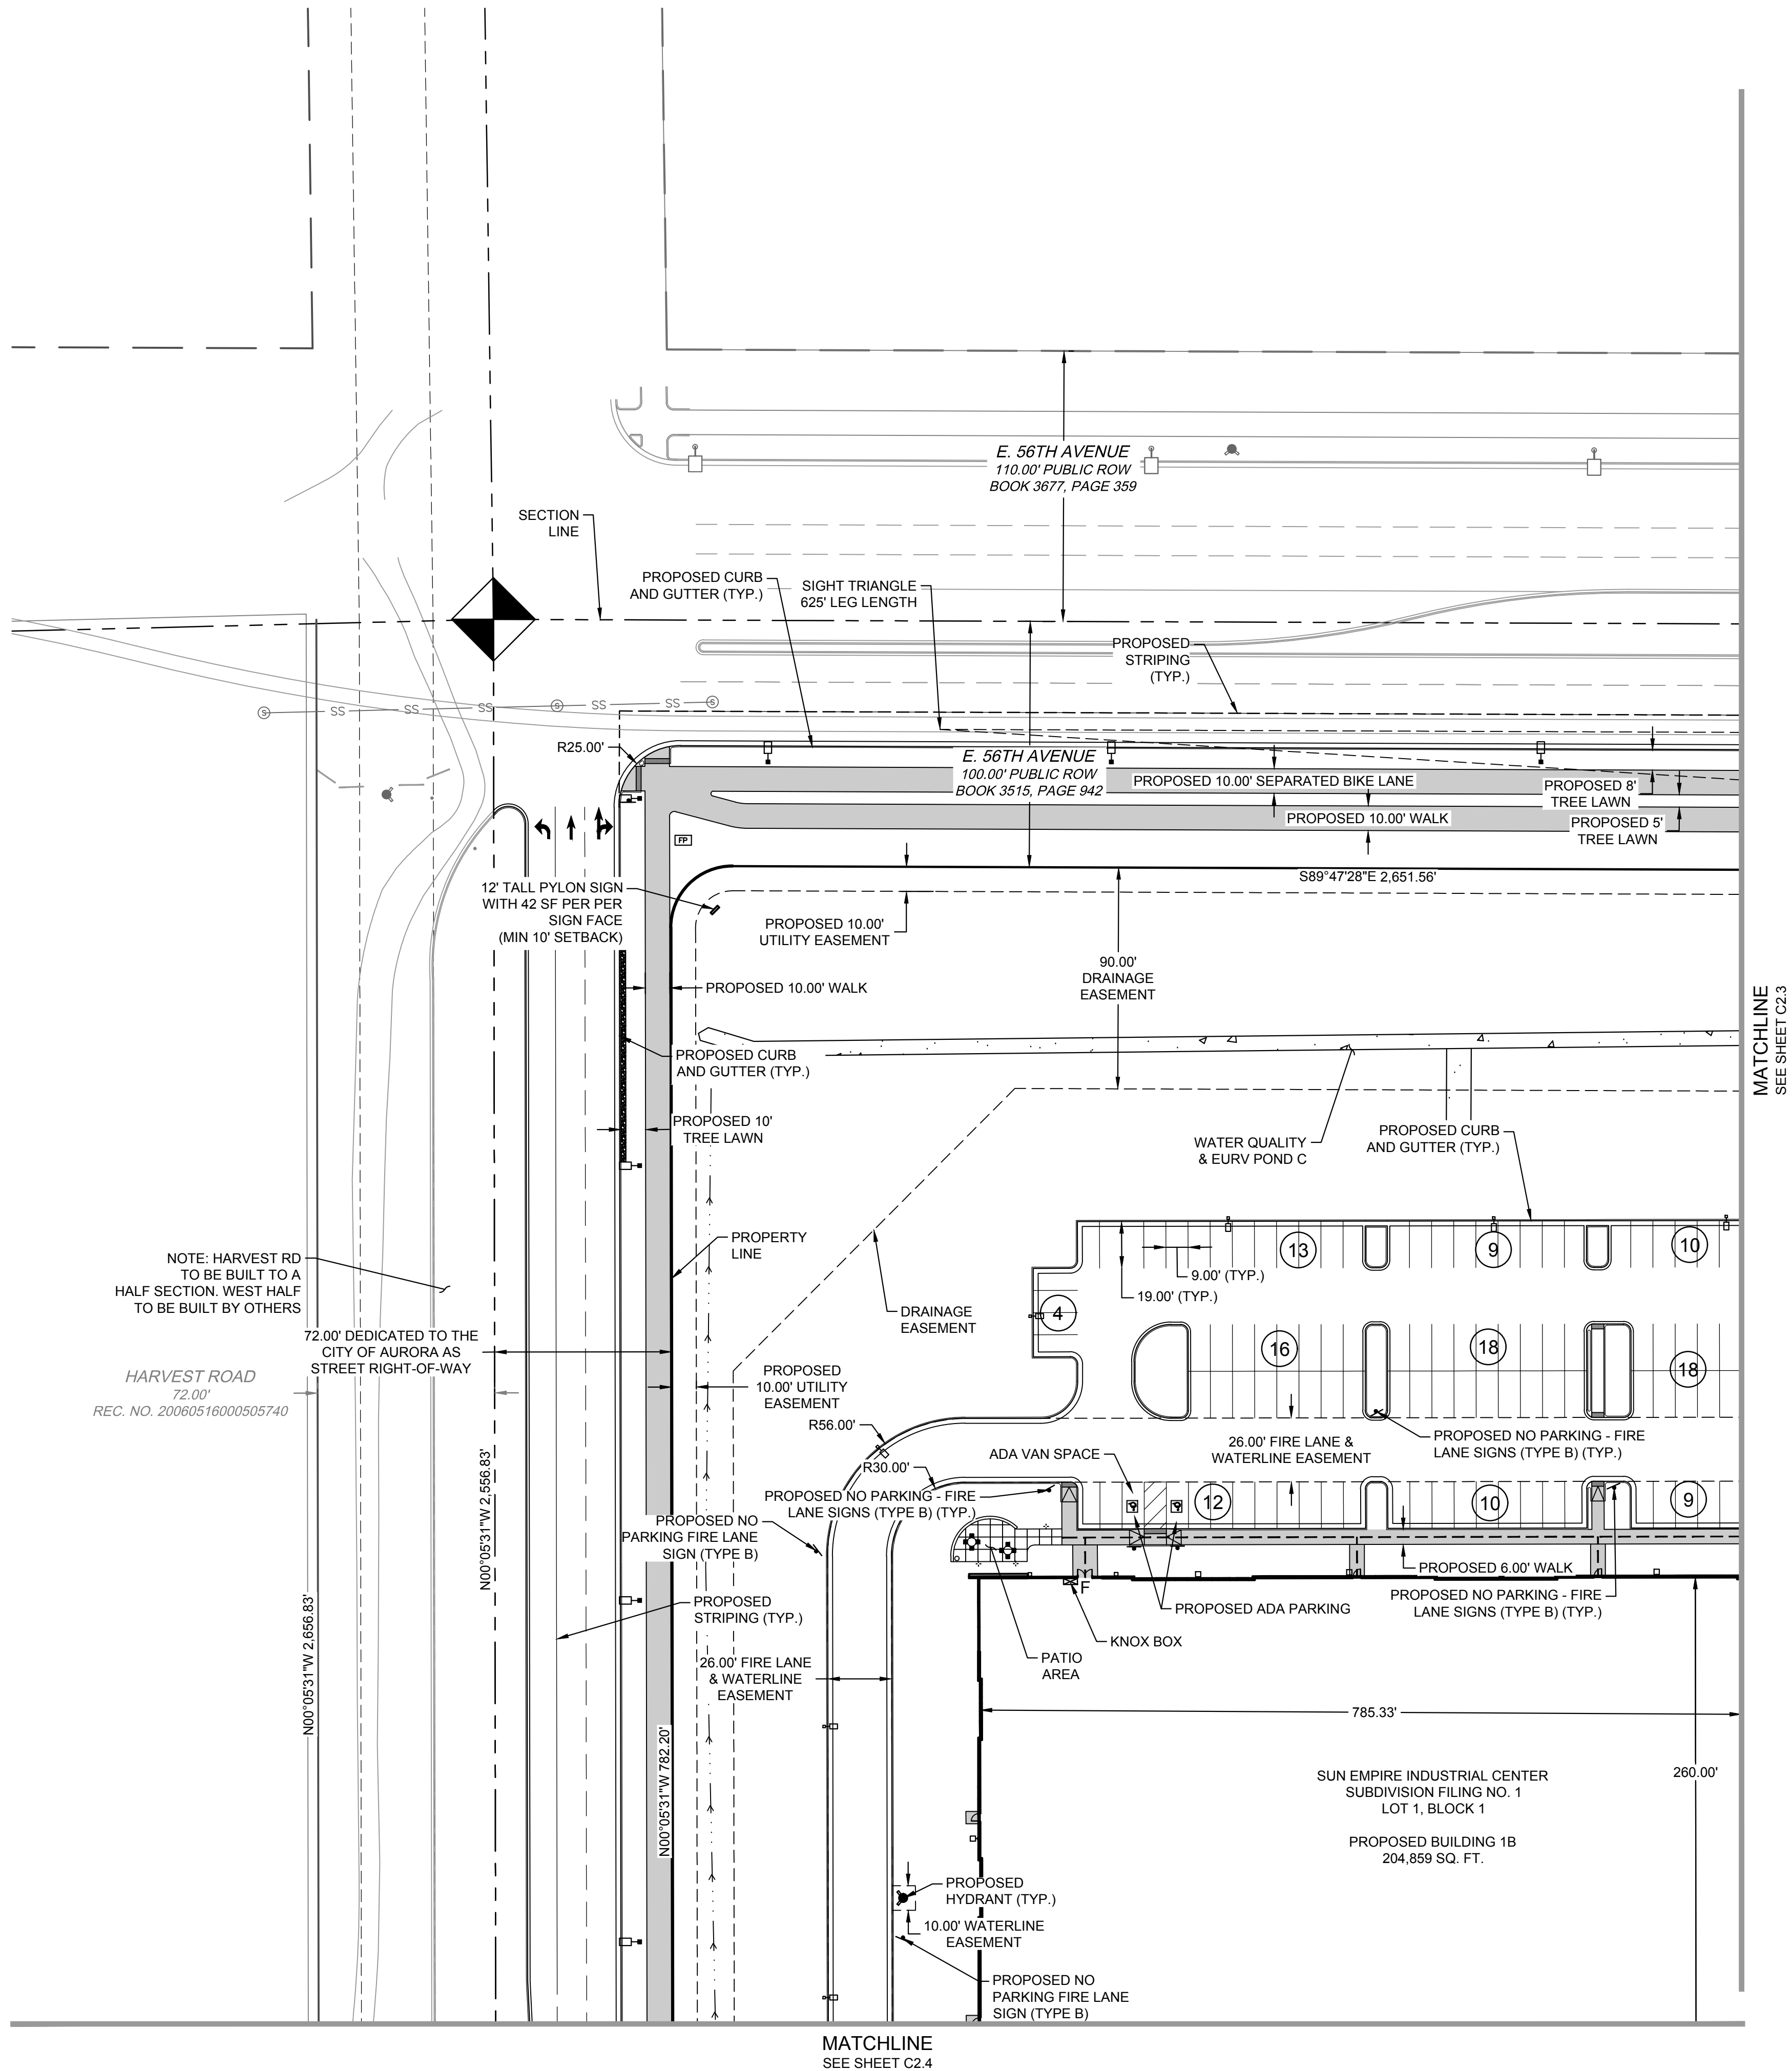 E. 56TH AVENUE
110.00' PUBLIC ROW
BOOK 3677, PAGE 359
SECTION
LINE
PROPOSED CURB
AND GUTTER (TYP.)
SIGHT TRIANGLE
625' LEG LENGTH
PROPOSED
STRIPING
(TYP.)
S
SS
SS
S
SS
SS
S
R25.00'
E. 56TH AVENUE
100.00' PUBLIC ROW
BOOK 3515, PAGE 942
PROPOSED 10.00' SEPARATED BIKE LANE
PROPOSED 8'
TREE LAWN
PROPOSED 10.00' WALK
PROPOSED 5'
TREE LAWN
FP
S89°47'28"E 2,651.56'
12' TALL PYLON SIGN
WITH 42 SF PER PER
SIGN FACE
(MIN 10' SETBACK)
PROPOSED 10.00'
UTILITY EASEMENT
90.00'
DRAINAGE
EASEMENT
PROPOSED 10.00' WALK
MATCHLINE
SEE SHEET C2.3
PROPOSED CURB
AND GUTTER (TYP.)
PROPOSED 10'
TREE LAWN
WATER QUALITY
& EURV POND C
PROPOSED CURB
AND GUTTER (TYP.)
PROPERTY
LINE
NOTE: HARVEST RD
TO BE BUILT TO A
HALF SECTION. WEST HALF
TO BE BUILT BY OTHERS
13
9
10
9.00' (TYP.)
19.00' (TYP.)
4
DRAINAGE
EASEMENT
72.00' DEDICATED TO THE
CITY OF AURORA AS
STREET RIGHT-OF-WAY
16
18
18
HARVEST ROAD
72.00'
REC. NO. 20060516000505740
PROPOSED
10.00' UTILITY
EASEMENT
R56.00'
R30.00'
ADA VAN SPACE
26.00' FIRE LANE &
WATERLINE EASEMENT
PROPOSED NO PARKING - FIRE
LANE SIGNS (TYPE B) (TYP.)
N00°05'31"W 2,556.83'
PROPOSED NO PARKING - FIRE
LANE SIGNS (TYPE B) (TYP.)
12
10
9
PROPOSED NO
PARKING FIRE LANE
SIGN (TYPE B)
PROPOSED 6.00' WALK
F
PROPOSED NO PARKING - FIRE
LANE SIGNS (TYPE B) (TYP.)
PROPOSED ADA PARKING
PROPOSED
STRIPING (TYP.)
KNOX BOX
PATIO
AREA
N00°05'31"W 2,656.83'
26.00' FIRE LANE
& WATERLINE
EASEMENT
785.33'
N00°05'31"W 782.20'
260.00'
SUN EMPIRE INDUSTRIAL CENTER
SUBDIVISION FILING NO. 1
LOT 1, BLOCK 1
PROPOSED BUILDING 1B
204,859 SQ. FT.
PROPOSED
HYDRANT (TYP.)
10.00' WATERLINE
EASEMENT
PROPOSED NO
PARKING FIRE LANE
SIGN (TYPE B)
MATCHLINE
SEE SHEET C2.4